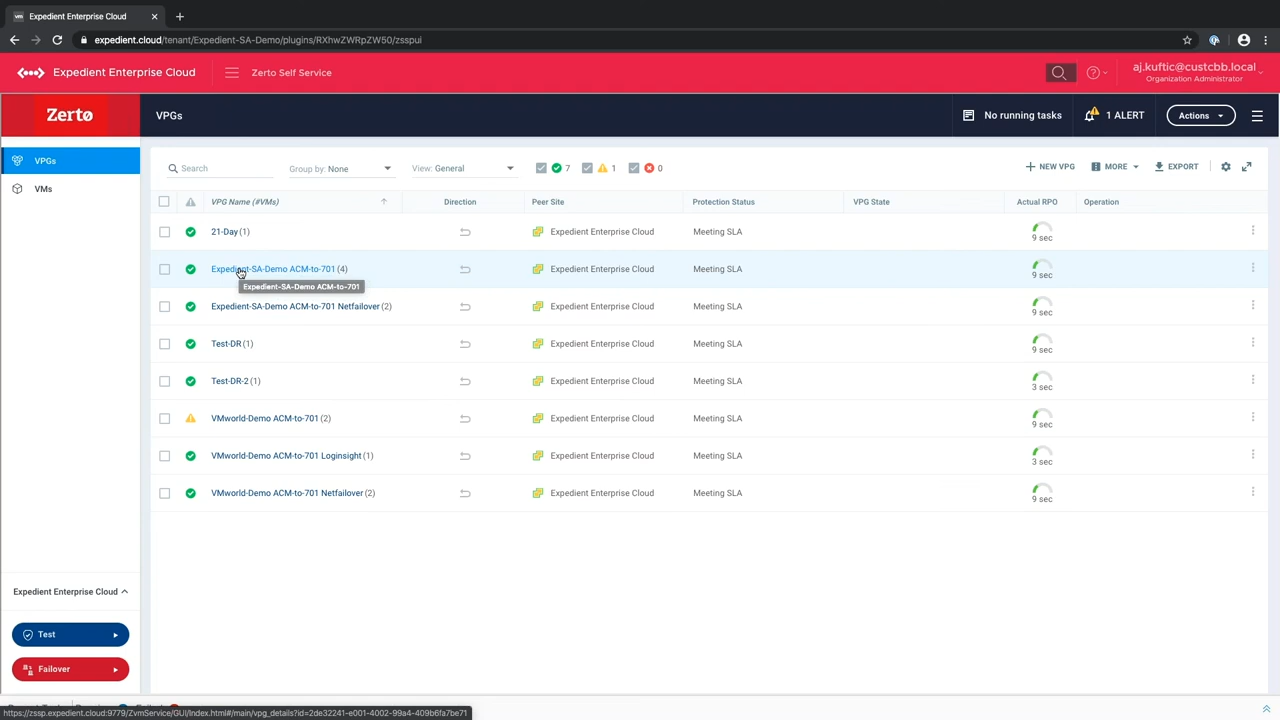 vm Expedient Enterprise Cloud
expedient.cloud/tenant/Expedient-SA-Demo/plugins/RXhwZWRpZW50/zsspui
Expedient Enterprise Cloud
Zerto Self Service
aj.kuftic@custcbb.local
Organization Administrator
Zerto
VPGs
No running tasks
1 ALERT
Actions
VPGs
VMs
Search
Group by: None
View: General
7
1
0
NEW VPG
MORE
EXPORT
VPG Name (#VMs)
Direction
Peer Site
Protection Status
VPG State
Actual RPO
Operation
21-Day (1)
Expedient Enterprise Cloud
Meeting SLA
9 sec
Expedient-SA-Demo ACM-to-701 (4)
Expedient Enterprise Cloud
Meeting SLA
9 sec
Expedient-SA-Demo ACM-to-701
Expedient-SA-Demo ACM-to-701 Netfailover (2)
Expedient Enterprise Cloud
Meeting SLA
9 sec
Test-DR (1)
Expedient Enterprise Cloud
Meeting SLA
9 sec
Test-DR-2 (1)
Expedient Enterprise Cloud
Meeting SLA
3 sec
VMworld-Demo ACM-to-701 (2)
Expedient Enterprise Cloud
Meeting SLA
9 sec
VMworld-Demo ACM-to-701 Loginsight (1)
Expedient Enterprise Cloud
Meeting SLA
3 sec
VMworld-Demo ACM-to-701 Netfailover (2)
Expedient Enterprise Cloud
Meeting SLA
9 sec
Expedient Enterprise Cloud
Test
Failover
https://zssp.expedient.cloud:9779/ZvmService/GUI/Index.html#/main/vpg_details?id=2de32241-e001-4002-99a4-409b6fa7be71